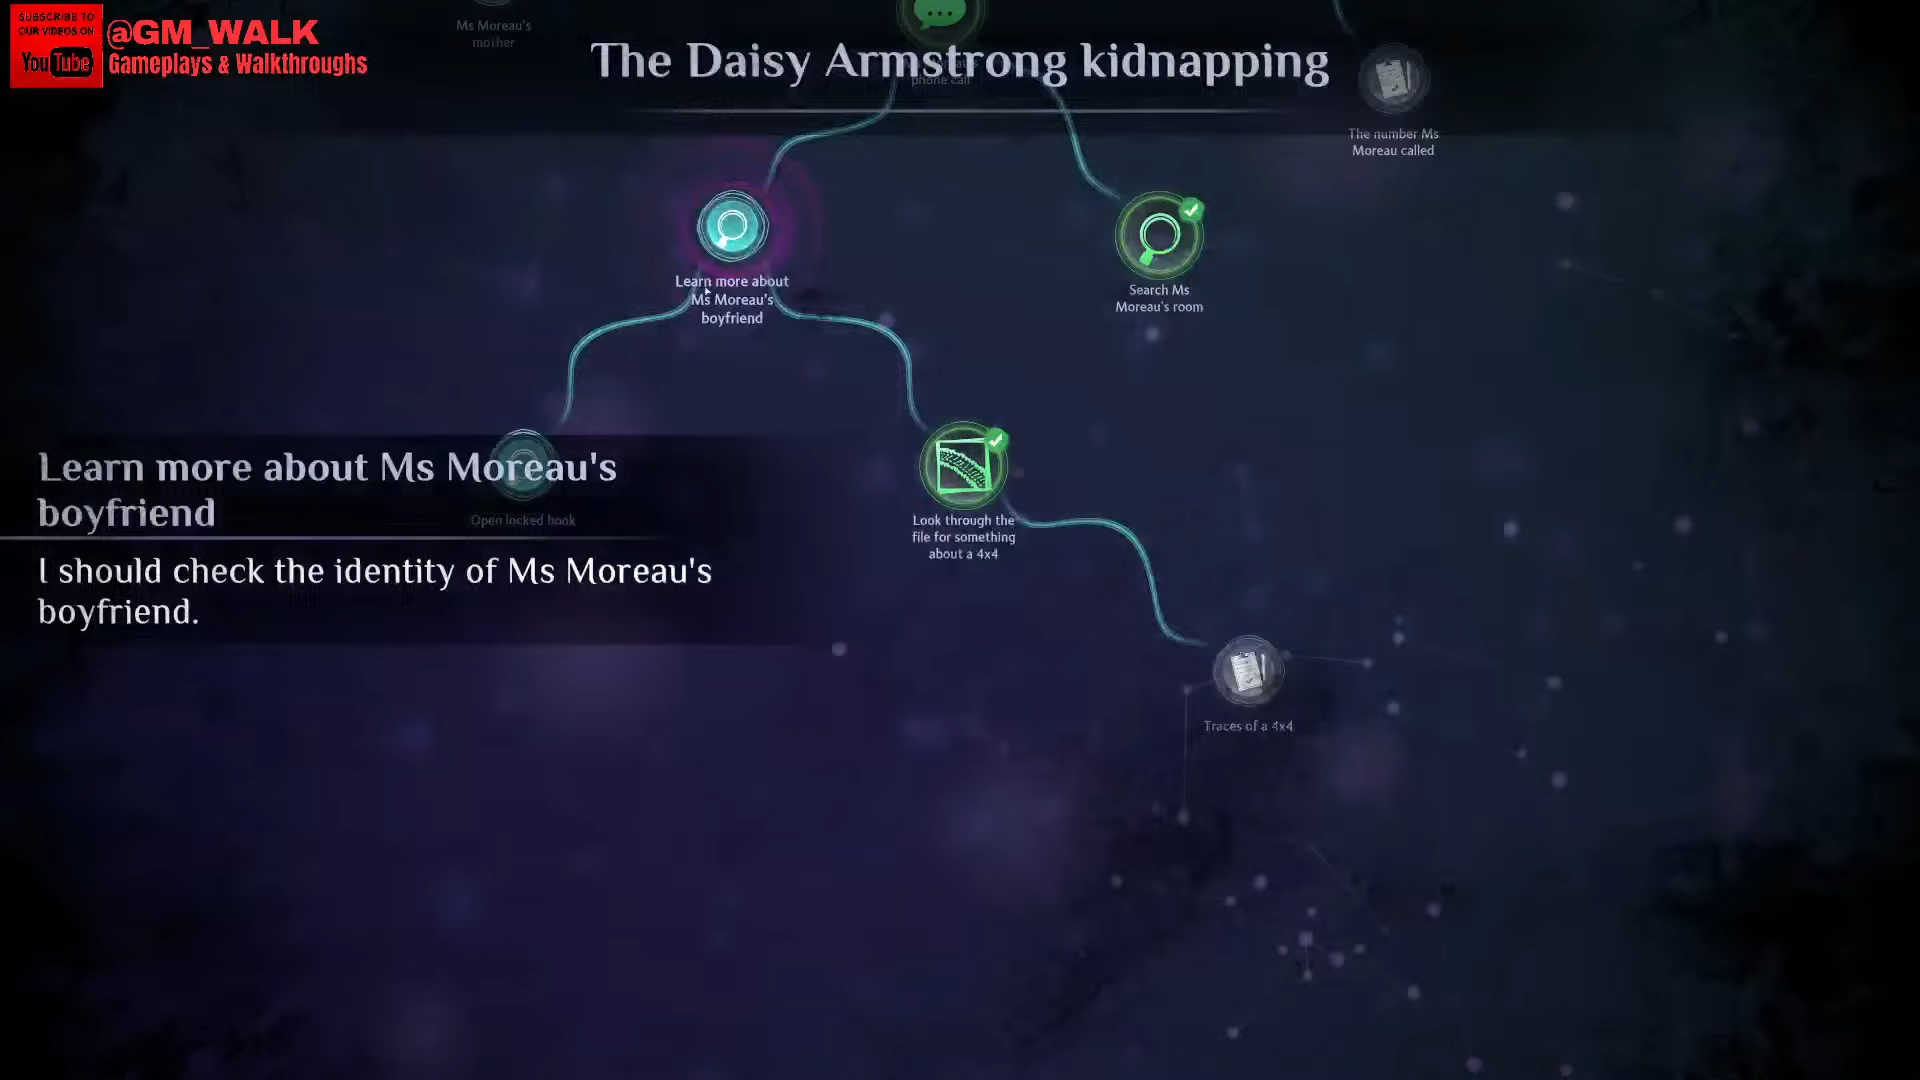 SUBSCRIBE TO
OUR VIDEOS ON
YouTube
@GM_WALK
Gameplays & Walkthroughs
Ms Moreau's
mother
The Daisy Armstrong kidnapping
phone call
The number Ms
Moreau called
Learn more about
Ms Moreau's
boyfriend
Search Ms
Moreau's room
Learn more about Ms Moreau's
boyfriend
Open locked book
I should check the identity of Ms Moreau's
boyfriend.
Look through the
file for something
about a 4x4
Traces of a 4x4